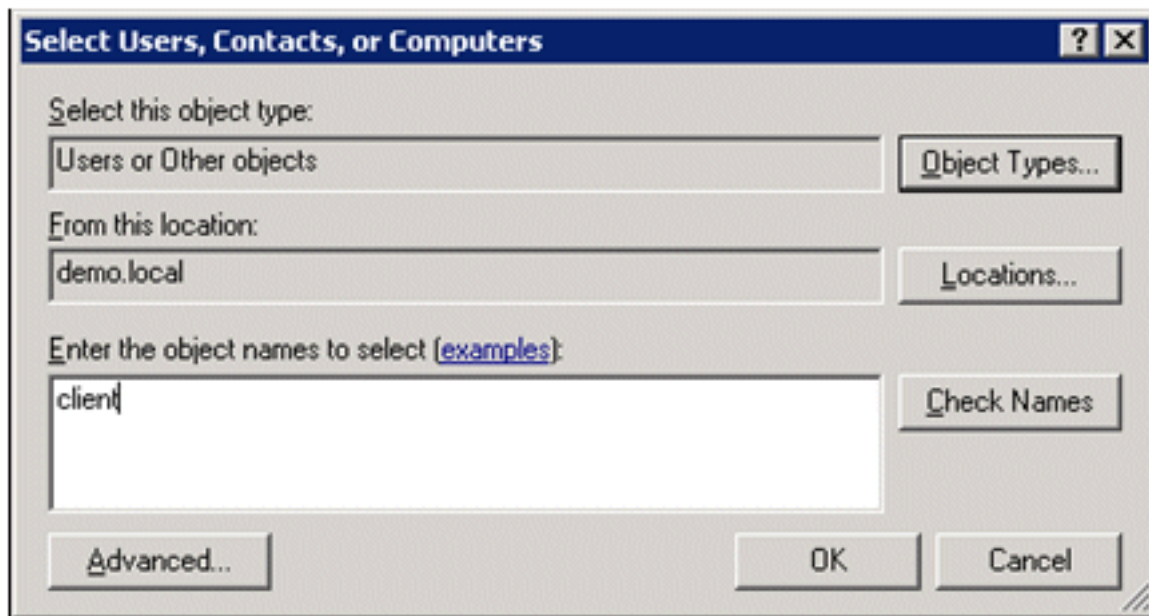 Select Users, Contacts, or Computers
Select this object type:
Users or Other objects
Object Types...
From this location:
demo.local
Locations...
Enter the object names to select (examples):
client
Check Names
Advanced...
OK
Cancel